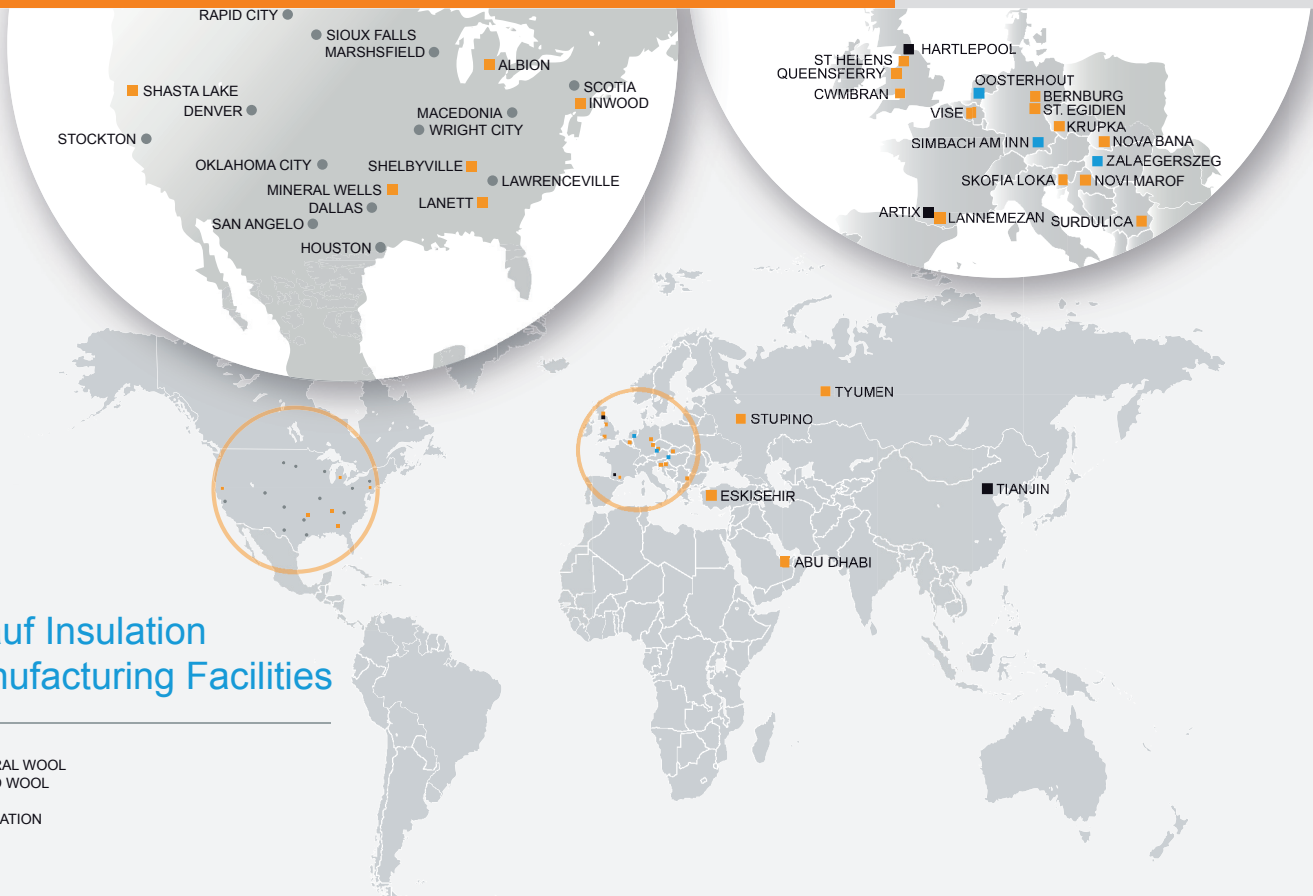 RAPID CITY
SIOUX FALLS
MARSHSFIELD
ALBION
SHASTA LAKE
DENVER
SCOTIA
INWOOD
MACEDONIA
WRIGHT CITY
STOCKTON
OKLAHOMA CITY
SHELBYVILLE
LAWRENCEVILLE
MINERAL WELLS
DALLAS
LANETT
SAN ANGELO
HOUSTON
HARTLEPOOL
ST HELENS
QUEENSFERRY
CWMBRAN
OOSTERHOUT
BERNBURG
ST. EGIDIEN
VISE
KRUPKA
SIMBACH AM INN
NOVA BANA
ZALAEGERSZEG
SKOFIA LOKA
NOVI MAROF
ARTIX
LANNEMEZAN
SURDULICA
TYUMEN
STUPINO
ESKISEHIR
TIANJIN
ABU DHABI
uf Insulation
nufacturing Facilities
RAL WOOL
WOOL
ATION